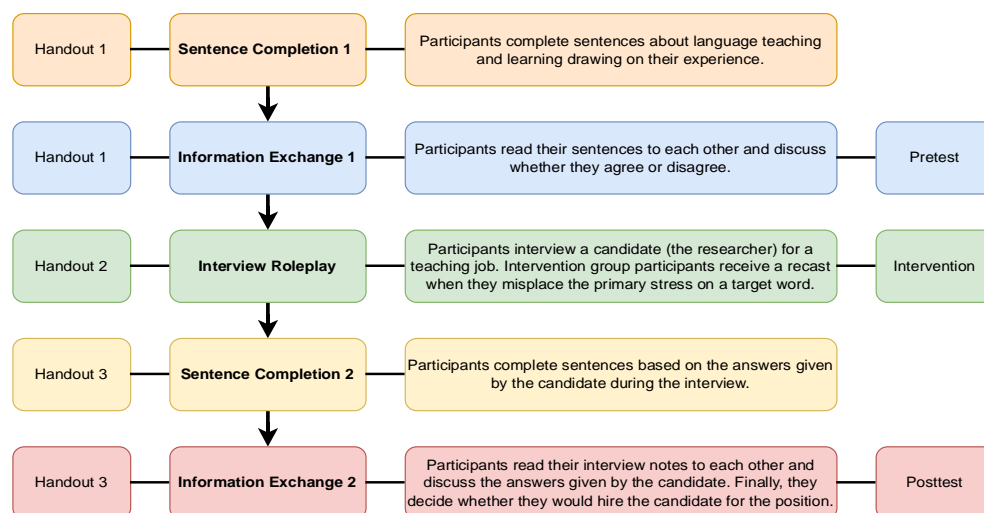 Handout 1
Sentence Completion 1
Participants complete sentences about language teaching
and learning drawing on their experience.
Handout 1
Information Exchange 1
Participants read their sentences to each other and discuss
whether they agree or disagree.
Pretest
Handout 2
Interview Roleplay
Participants interview a candidate (the researcher) for a
teaching job. Intervention group participants receive a recast
when they misplace the primary stress on a target word.
Intervention
Handout 3
Sentence Completion 2
Participants complete sentences based on the answers given
by the candidate during the interview.
Handout 3
Information Exchange 2
Participants read their interview notes to each other and
discuss the answers given by the candidate. Finally, they
decide whether they would hire the candidate for the position.
Posttest